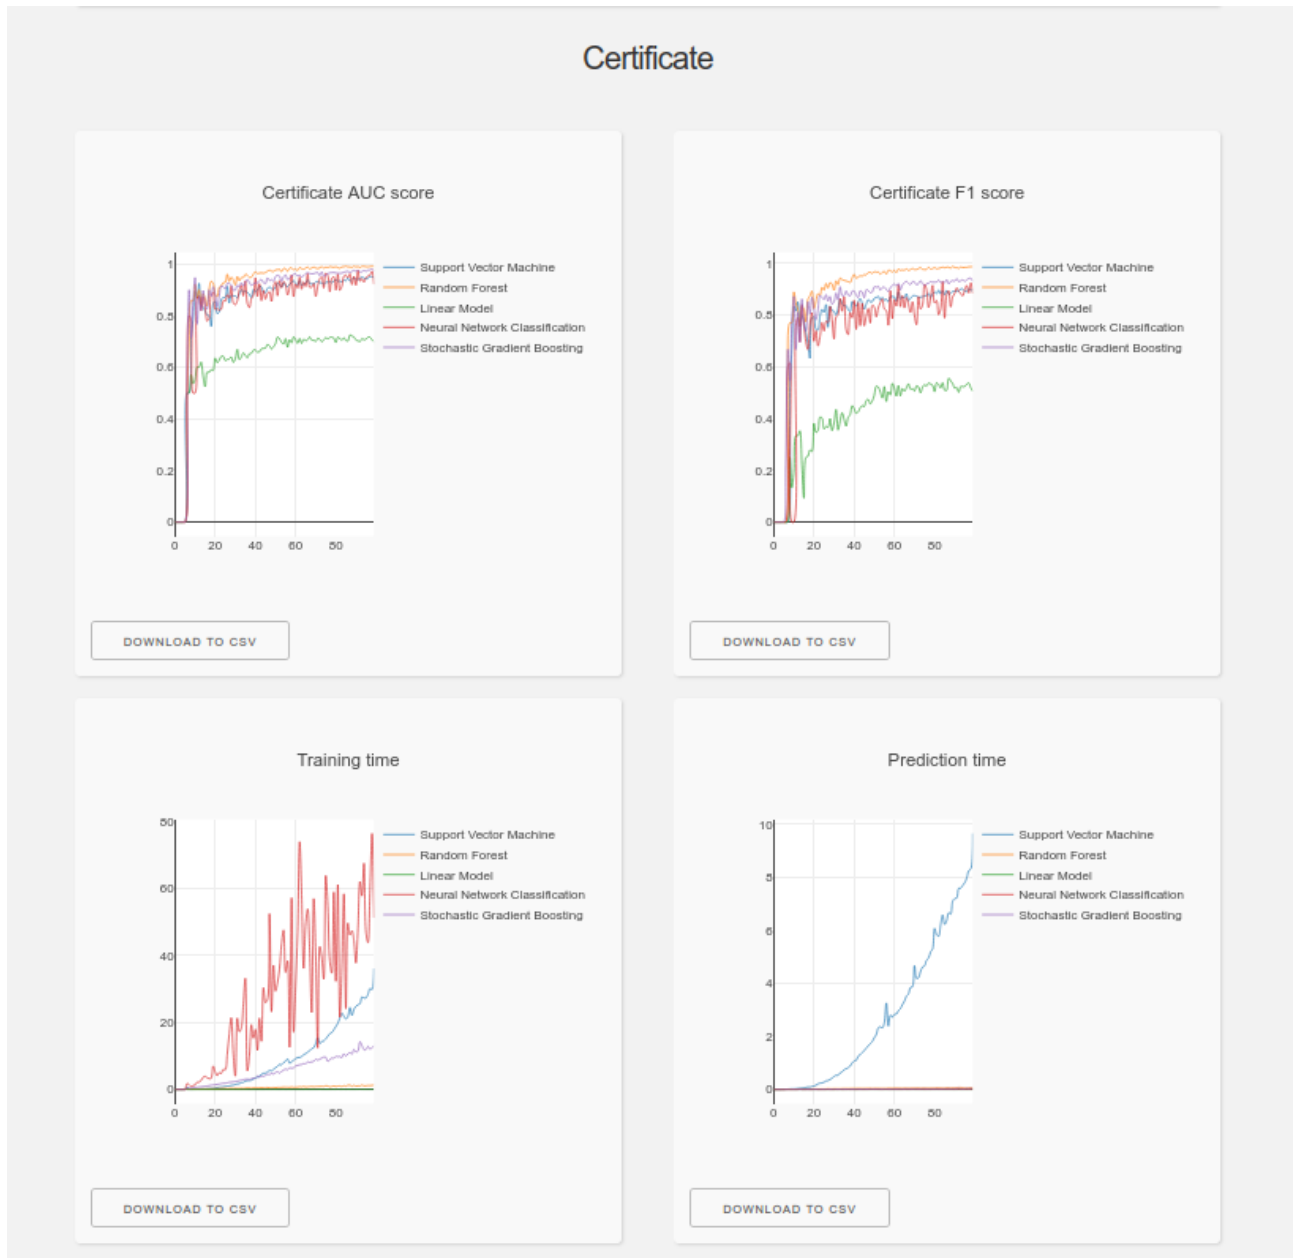 Certificate
Certificate AUC score
1
0.8
0.6
0.4
0.2
0
0 20 40 60 80
Support Vector Machine
Random Forest
Linear Model
Neural Network Classification
Stochastic Gradient Boosting
DOWNLOAD TO CSV
Certificate F1 score
1
0.8
0.6
0.4
0.2
0
0 20 40 60 80
Support Vector Machine
Random Forest
Linear Model
Neural Network Classification
Stochastic Gradient Boosting
DOWNLOAD TO CSV
Training time
80
60
40
20
0
0 20 40 60 80
Support Vector Machine
Random Forest
Linear Model
Neural Network Classification
Stochastic Gradient Boosting
DOWNLOAD TO CSV
Prediction time
10
8
6
4
2
0
0 20 40 60 80
Support Vector Machine
Random Forest
Linear Model
Neural Network Classification
Stochastic Gradient Boosting
DOWNLOAD TO CSV